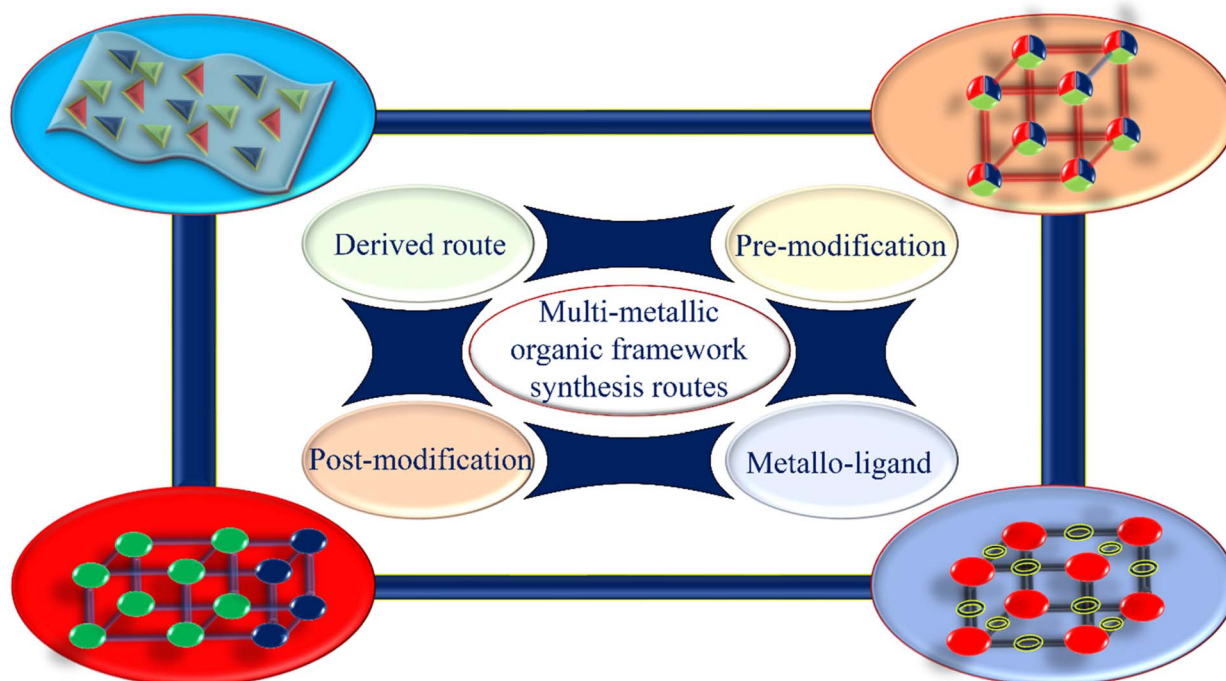 Derived route
Pre-modification
Multi-metallic
organic framework
synthesis routes
Post-modification
Metallo-ligand